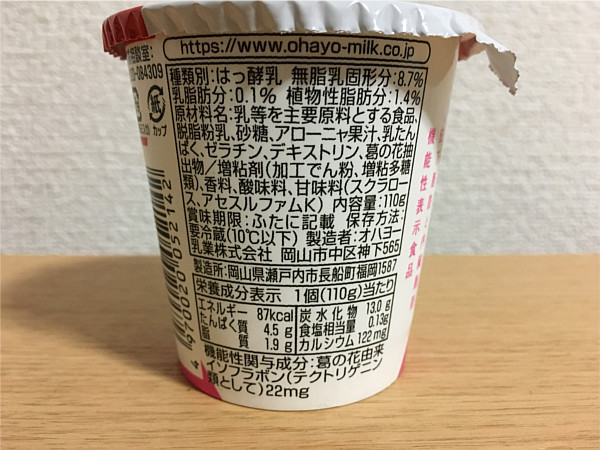 https://www.ohayo-milk.co.jp
種類別:はっ酵乳 無脂乳固形分:8.7%
乳脂肪分:0.1% 植物性脂肪分:1.4%
原材料名:乳等を主要原料とする食品、
脱脂粉乳、砂糖、アローニャ果汁、乳たん
ぱく、ゼラチン、デキストリン、葛の花抽
出物/増粘剤(加工でん粉、増粘多糖
類)、香料、酸味料、甘味料(スクラロー
ス、アセスルファムK) 内容量:110g
賞味期限:ふたに記載 保存方法:
要冷蔵(10℃以下) 製造者:オハヨー
乳業株式会社 岡山市中区神下565
製造所:岡山県瀬戸内市長船町福岡1587
栄養成分表示 1個(110g)当たり
エネルギー 87kcal 炭水化物 13.0g
たんぱく質 4.5g 食塩相当量 0.13g
脂質 1.9g カルシウム 122mg
機能性関与成分:葛の花由来
イソフラボン(テクトリゲニン
類として)22mg
談室:
-084309
紙
カップ
4970020052142
機能性表示食品